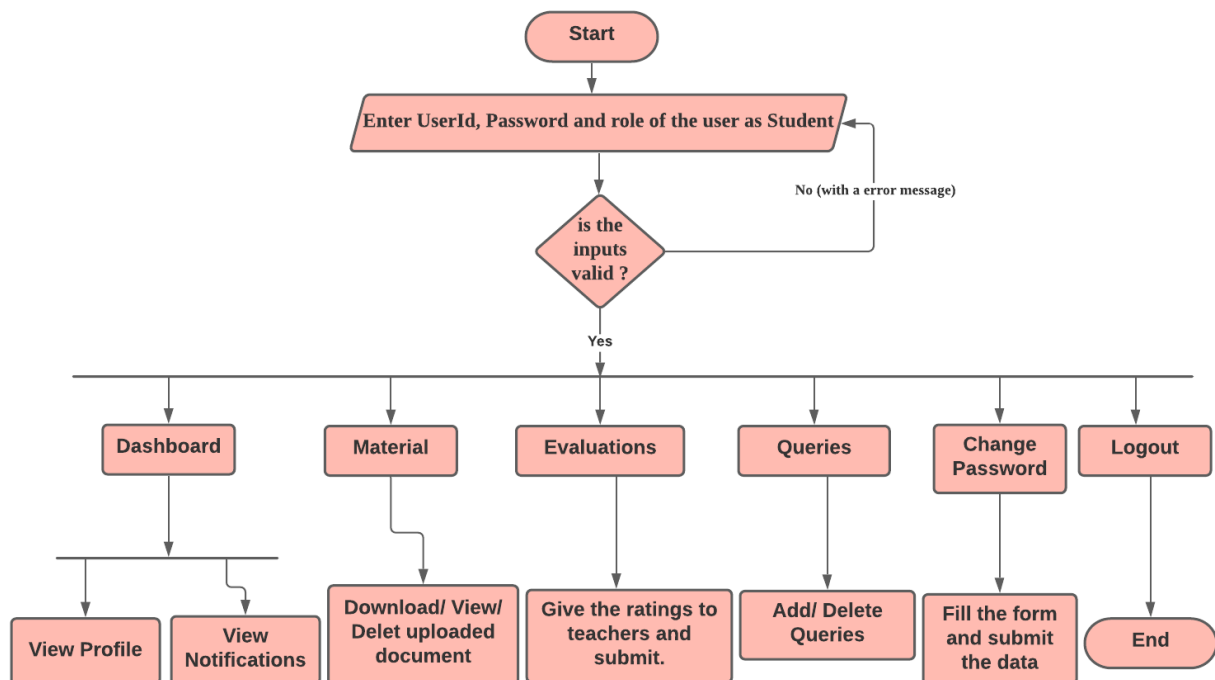 Start
Enter UserId, Password and role of the user as Student
No (with a error message)
is the
inputs
valid ?
Yes
Dashboard
Material
Evaluations
Queries
Change
Password
Logout
View Profile
View
Notifications
Download/ View/
Delet uploaded
document
Give the ratings to
teachers and
submit.
Add/ Delete
Queries
Fill the form
and submit
the data
End